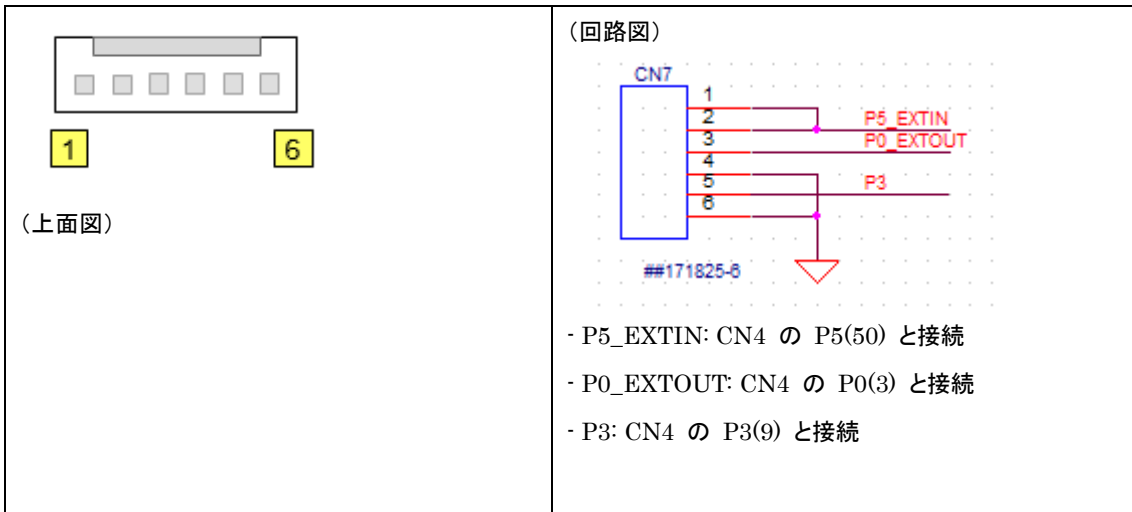 1
6
（上面図）
（回路図）
CN7
1
2
P5_EXTIN
3
P0_EXTOUT
4
5
P3
6
##171825-6
- P5_EXTIN: CN4 の P5(50) と接続
- P0_EXTOUT: CN4 の P0(3) と接続
- P3: CN4 の P3(9) と接続